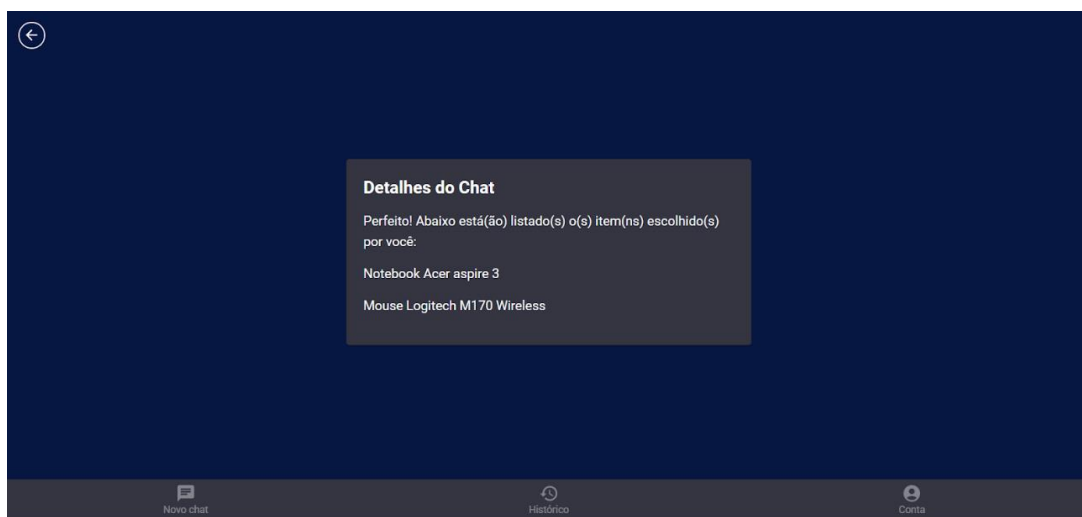 Detalhes do Chat
Perfeito! Abaixo está(ão) listado(s) o(s) item(ns) escolhido(s)
por você:
Notebook Acer aspire 3
Mouse Logitech M170 Wireless
Novo chat
Histórico
Conta